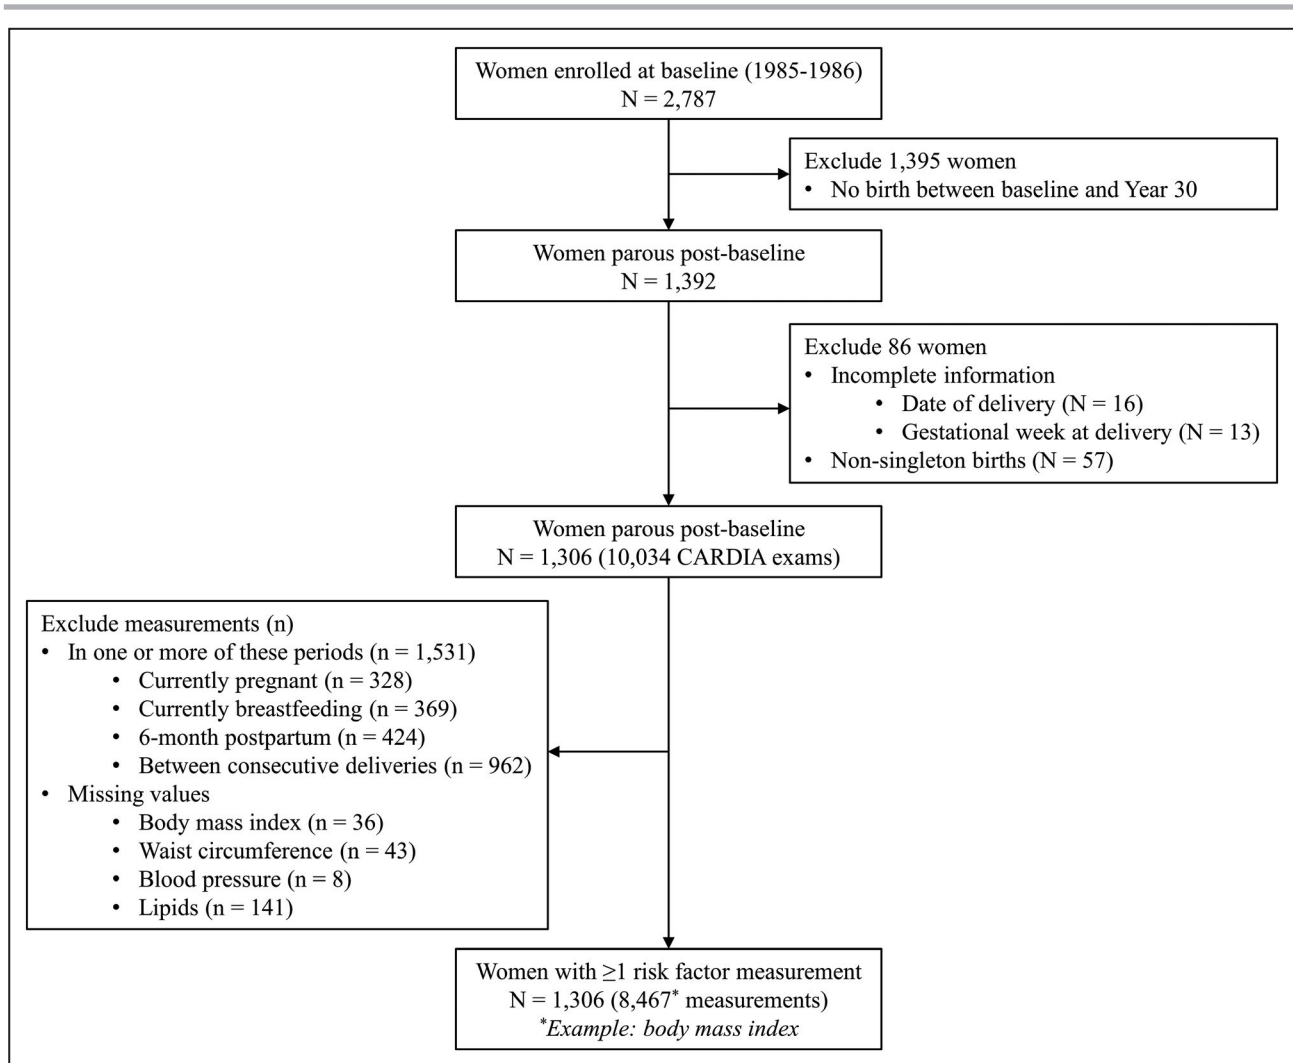 Women enrolled at baseline (1985-1986)
N = 2,787
Exclude 1,395 women
• No birth between baseline and Year 30
Women parous post-baseline
N = 1,392
Exclude 86 women
• Incomplete information
• Date of delivery (N = 16)
• Gestational week at delivery (N = 13)
• Non-singleton births (N = 57)
Women parous post-baseline
N = 1,306 (10,034 CARDIA exams)
Exclude measurements (n)
• In one or more of these periods (n = 1,531)
• Currently pregnant (n = 328)
• Currently breastfeeding (n = 369)
• 6-month postpartum (n = 424)
• Between consecutive deliveries (n = 962)
• Missing values
• Body mass index (n = 36)
• Waist circumference (n = 43)
• Blood pressure (n = 8)
• Lipids (n = 141)
Women with ≥1 risk factor measurement
N = 1,306 (8,467* measurements)
*Example: body mass index